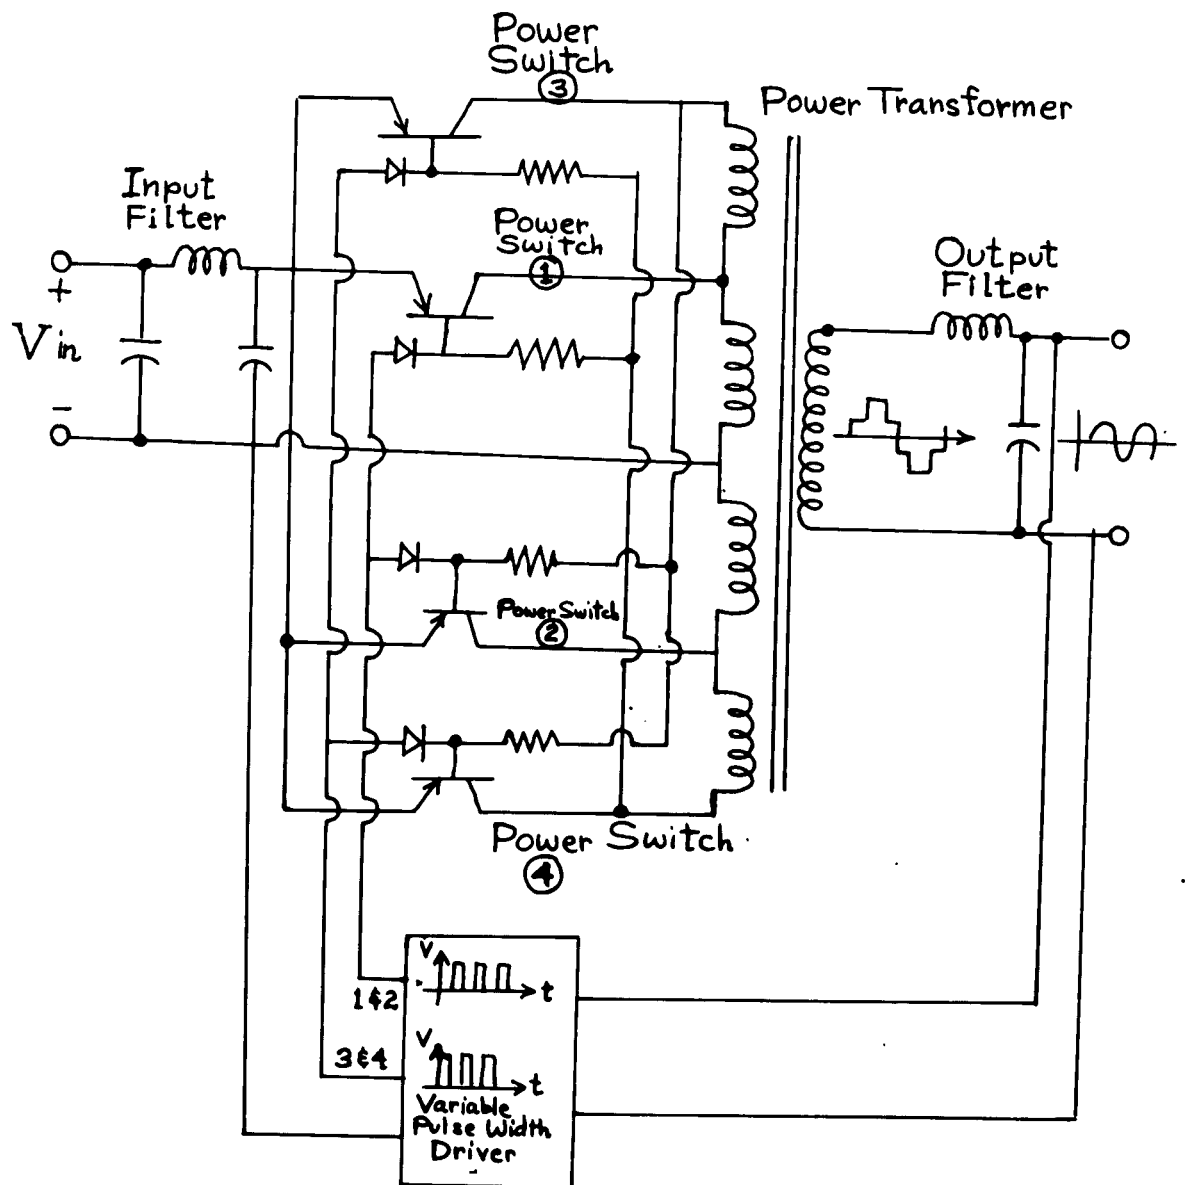 Power
Switch
③
Power Transformer
Input
Filter
Power
Switch
①
Output
Filter
+
Vin
−
Power Switch
②
Power Switch
④
V
t
1&2
V
3&4
t
Variable
Pulse Width
Driver